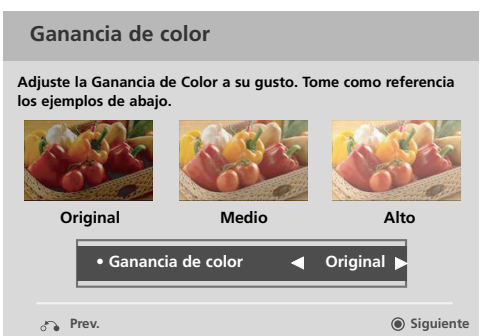 Ganancia de color
Adjuste la Ganancia de Color a su gusto. Tome como referencia
los ejemplos de abajo.
Original Medio Alto
• Ganancia de color ◀ Original ▶
Prev. Siguiente